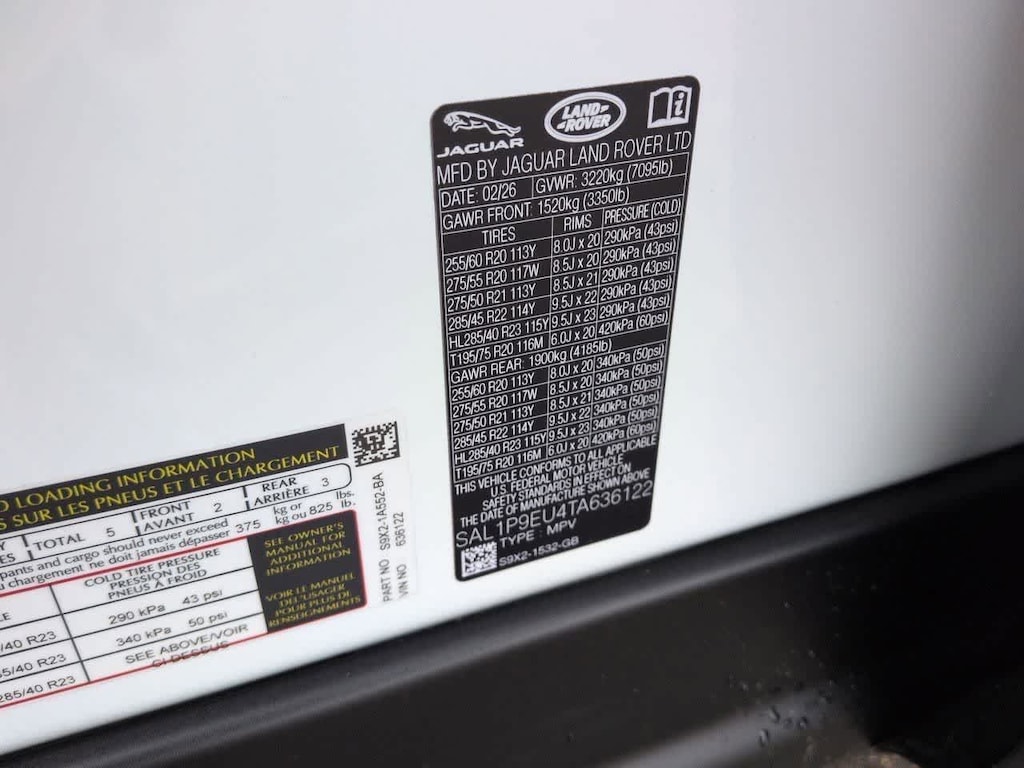 JAGUAR
LAND ROVER
MFD BY JAGUAR LAND ROVER LTD
DATE: 02/26 GVWR: 3220kg (7095lb)
GAWR FRONT 1520kg (3350lb)
TIRES RIMS PRESSURE (COLD)
255/60 R20 113Y 8.0J x 20 290kPa (43psi)
275/55 R20 117W 8.5J x 20 290kPa (43psi)
275/50 R21 113Y 8.5J x 21 290kPa (43psi)
285/45 R22 114Y 9.5J x 22 290kPa (43psi)
HL285/40 R23 115Y 9.5J x 23 290kPa (43psi)
T195/75 R20 116M 6.0J x 20 420kPa (60psi)
GAWR REAR: 1900kg (4185lb)
255/60 R20 113Y 8.0J x 20 340kPa (50psi)
275/55 R20 117W 8.5J x 20 340kPa (50psi)
275/50 R21 113Y 8.5J x 21 340kPa (50psi)
285/45 R22 114Y 9.5J x 22 340kPa (50psi)
HL285/40 R23 115Y 9.5J x 23 340kPa (50psi)
T195/75 R20 116M 6.0J x 20 420kPa (60psi)
THIS VEHICLE CONFORMS TO ALL APPLICABLE
U.S. FEDERAL MOTOR VEHICLE
SAFETY STANDARDS IN EFFECT ON
THE DATE OF MANUFACTURE SHOWN ABOVE
SAL 1P9EU4TA636122
TYPE : MPV
S9X2-1532-GB
LOADING INFORMATION
SUR LES PNEUS ET LE CHARGEMENT
TOTAL 5 FRONT AVANT 2 REAR ARRIÈRE 3
pants and cargo should never exceed 375 kg or 825 lbs.
u chargement ne doit jamais dépasser kg ou lb.
COLD TIRE PRESSURE
PRESSION DES
PNEUS À FROID
/40 R23 290 kPa 43 psi
5/40 R23 340 kPa 50 psi
285/40 R23 SEE ABOVE/VOIR
CI-DESSUS
SEE OWNER'S
MANUAL FOR
ADDITIONAL
INFORMATION
VOIR LE MANUEL
DE L'USAGER
POUR PLUS DE
RENSEIGNEMENTS
PART NO S9X2-1A552-BA
VIN NO 636122